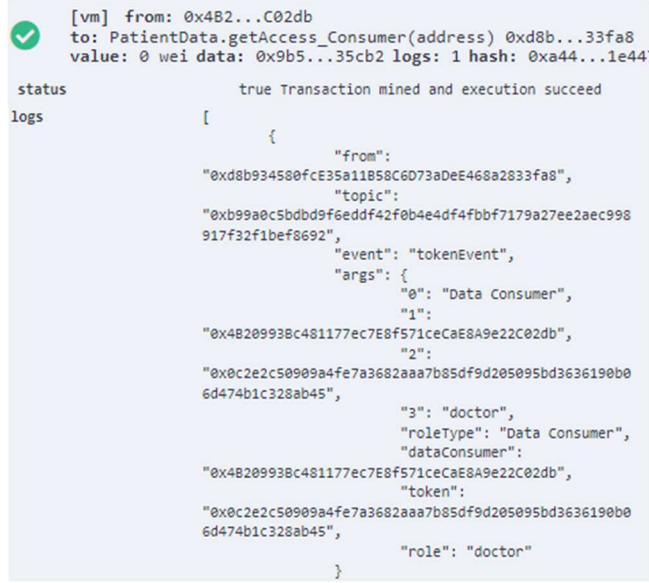 [vm] from: 0x4B2...C02db
to: PatientData.getAccess_Consumer(address) 0xd8b...33fa8
value: 0 wei data: 0x9b5...35cb2 logs: 1 hash: 0xa44...1e447
status true Transaction mined and execution succeed
logs [
{
"from":
"0xd8b934580fcE35a11B58C6D73aDeE468a2833fa8",
"topic":
"0xb99a0c5bdbd9f6eddf42f0b4e4df4fbbf7179a27ee2aec998
917f32f1bef8692",
"event": "tokenEvent",
"args": {
"0": "Data Consumer",
"1":
"0x4B20993Bc481177ec7E8f571ceCaE8A9e22C02db",
"2":
"0x0c2e2c50909a4fe7a3682aaa7b85df9d205095bd3636190b0
6d474b1c328ab45",
"3": "doctor",
"roleType": "Data Consumer",
"dataConsumer":
"0x4B20993Bc481177ec7E8f571ceCaE8A9e22C02db",
"token":
"0x0c2e2c50909a4fe7a3682aaa7b85df9d205095bd3636190b0
6d474b1c328ab45",
"role": "doctor"
}